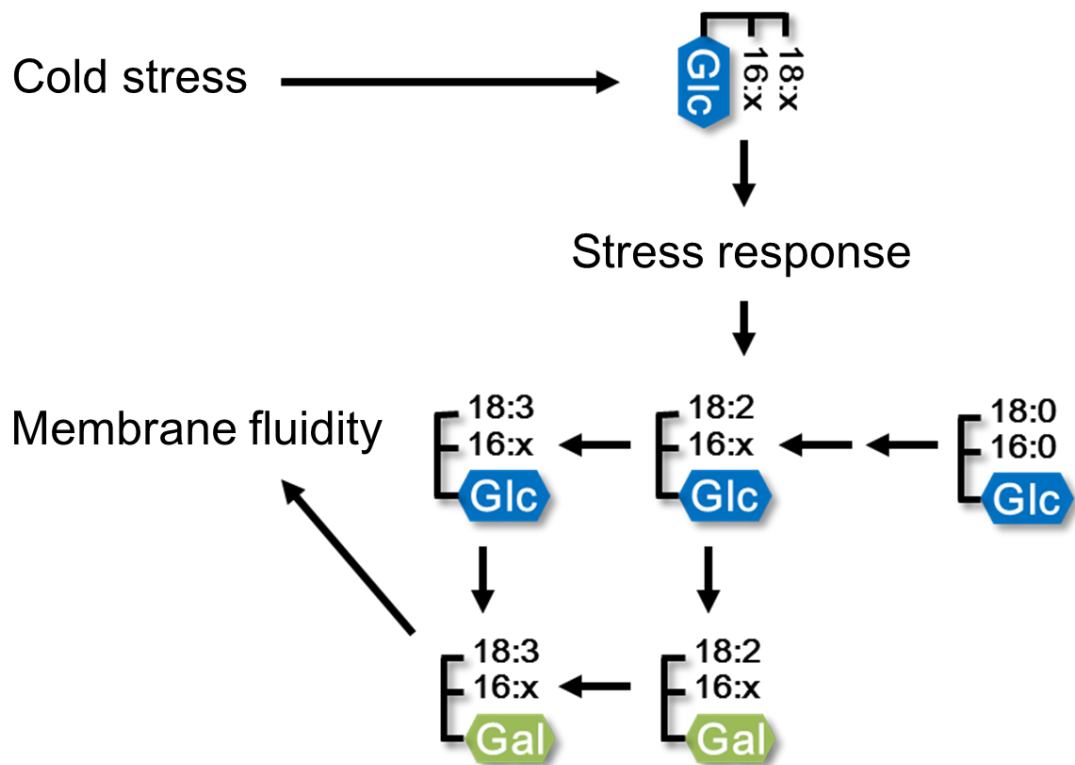 Cold stress
Glc
16:x
18:x
Stress response
Membrane fluidity
18:3
16:x
Glc
18:2
16:x
Glc
18:0
16:0
Glc
18:3
16:x
Gal
18:2
16:x
Gal